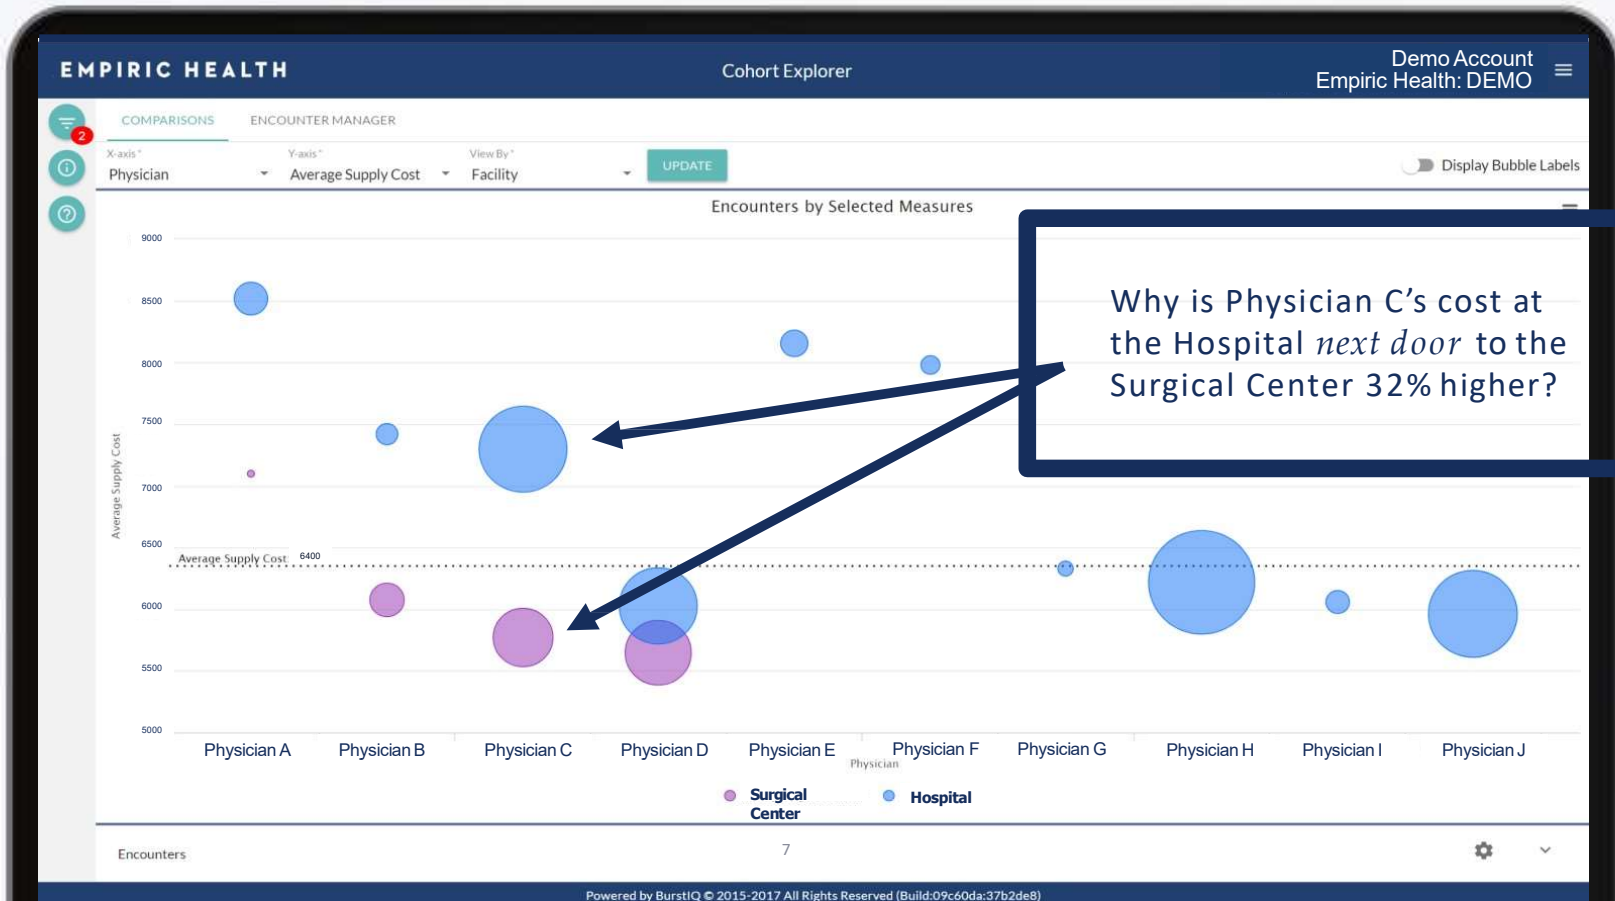 EMPIRIC HEALTH
Cohort Explorer
Demo Account
Empiric Health: DEMO
2
COMPARISONS
ENCOUNTER MANAGER
X-axis*
Y-axis*
View By*
Physician
Average Supply Cost
Facility
UPDATE
Display Bubble Labels
Encounters by Selected Measures
9000
8500
8000
7500
7000
6500
6000
5500
5000
Average Supply Cost
Average Supply Cost: 6400
Why is Physician C’s cost at
the Hospital next door to the
Surgical Center 32% higher?
Physician A
Physician B
Physician C
Physician D
Physician E
Physician F
Physician G
Physician H
Physician I
Physician J
Physician
Surgical
Center
Hospital
Encounters
7
Powered by BurstIQ © 2015-2017 All Rights Reserved (Build:09c60da:37b2de8)